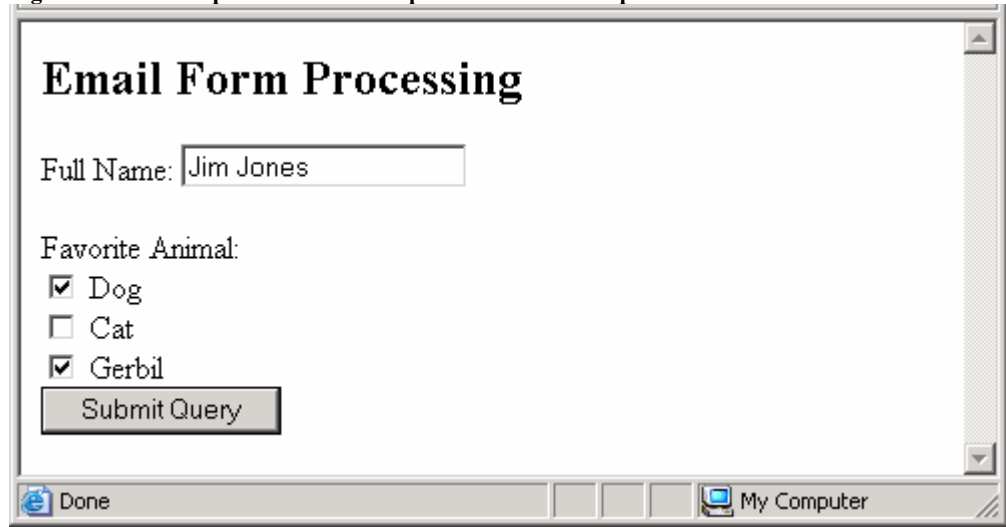 Email Form Processing
Full Name: Jim Jones
Favorite Animal:
Dog
Cat
Gerbil
Submit Query
Done My Computer